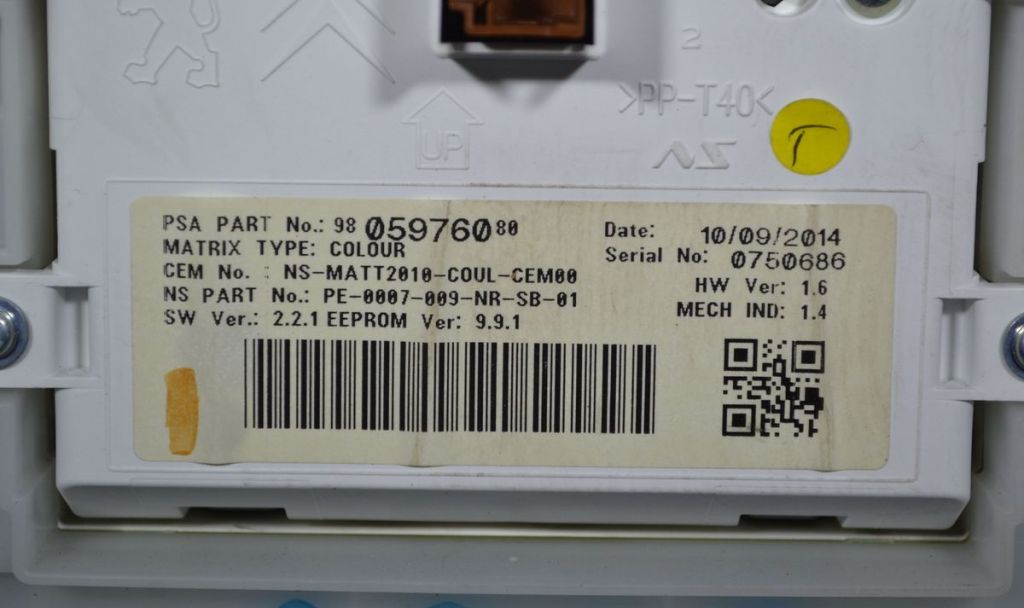 2
>PP-T40<
UP
NS
T
PSA PART No.: 98 059760 80
MATRIX TYPE: COLOUR
CEM No. : NS-MATT2010-COUL-CEM00
NS PART No.: PE-0007-009-NR-SB-01
SW Ver.: 2.2.1 EEPROM Ver: 9.9.1
Date: 10/09/2014
Serial No: 0750686
HW Ver: 1.6
MECH IND: 1.4